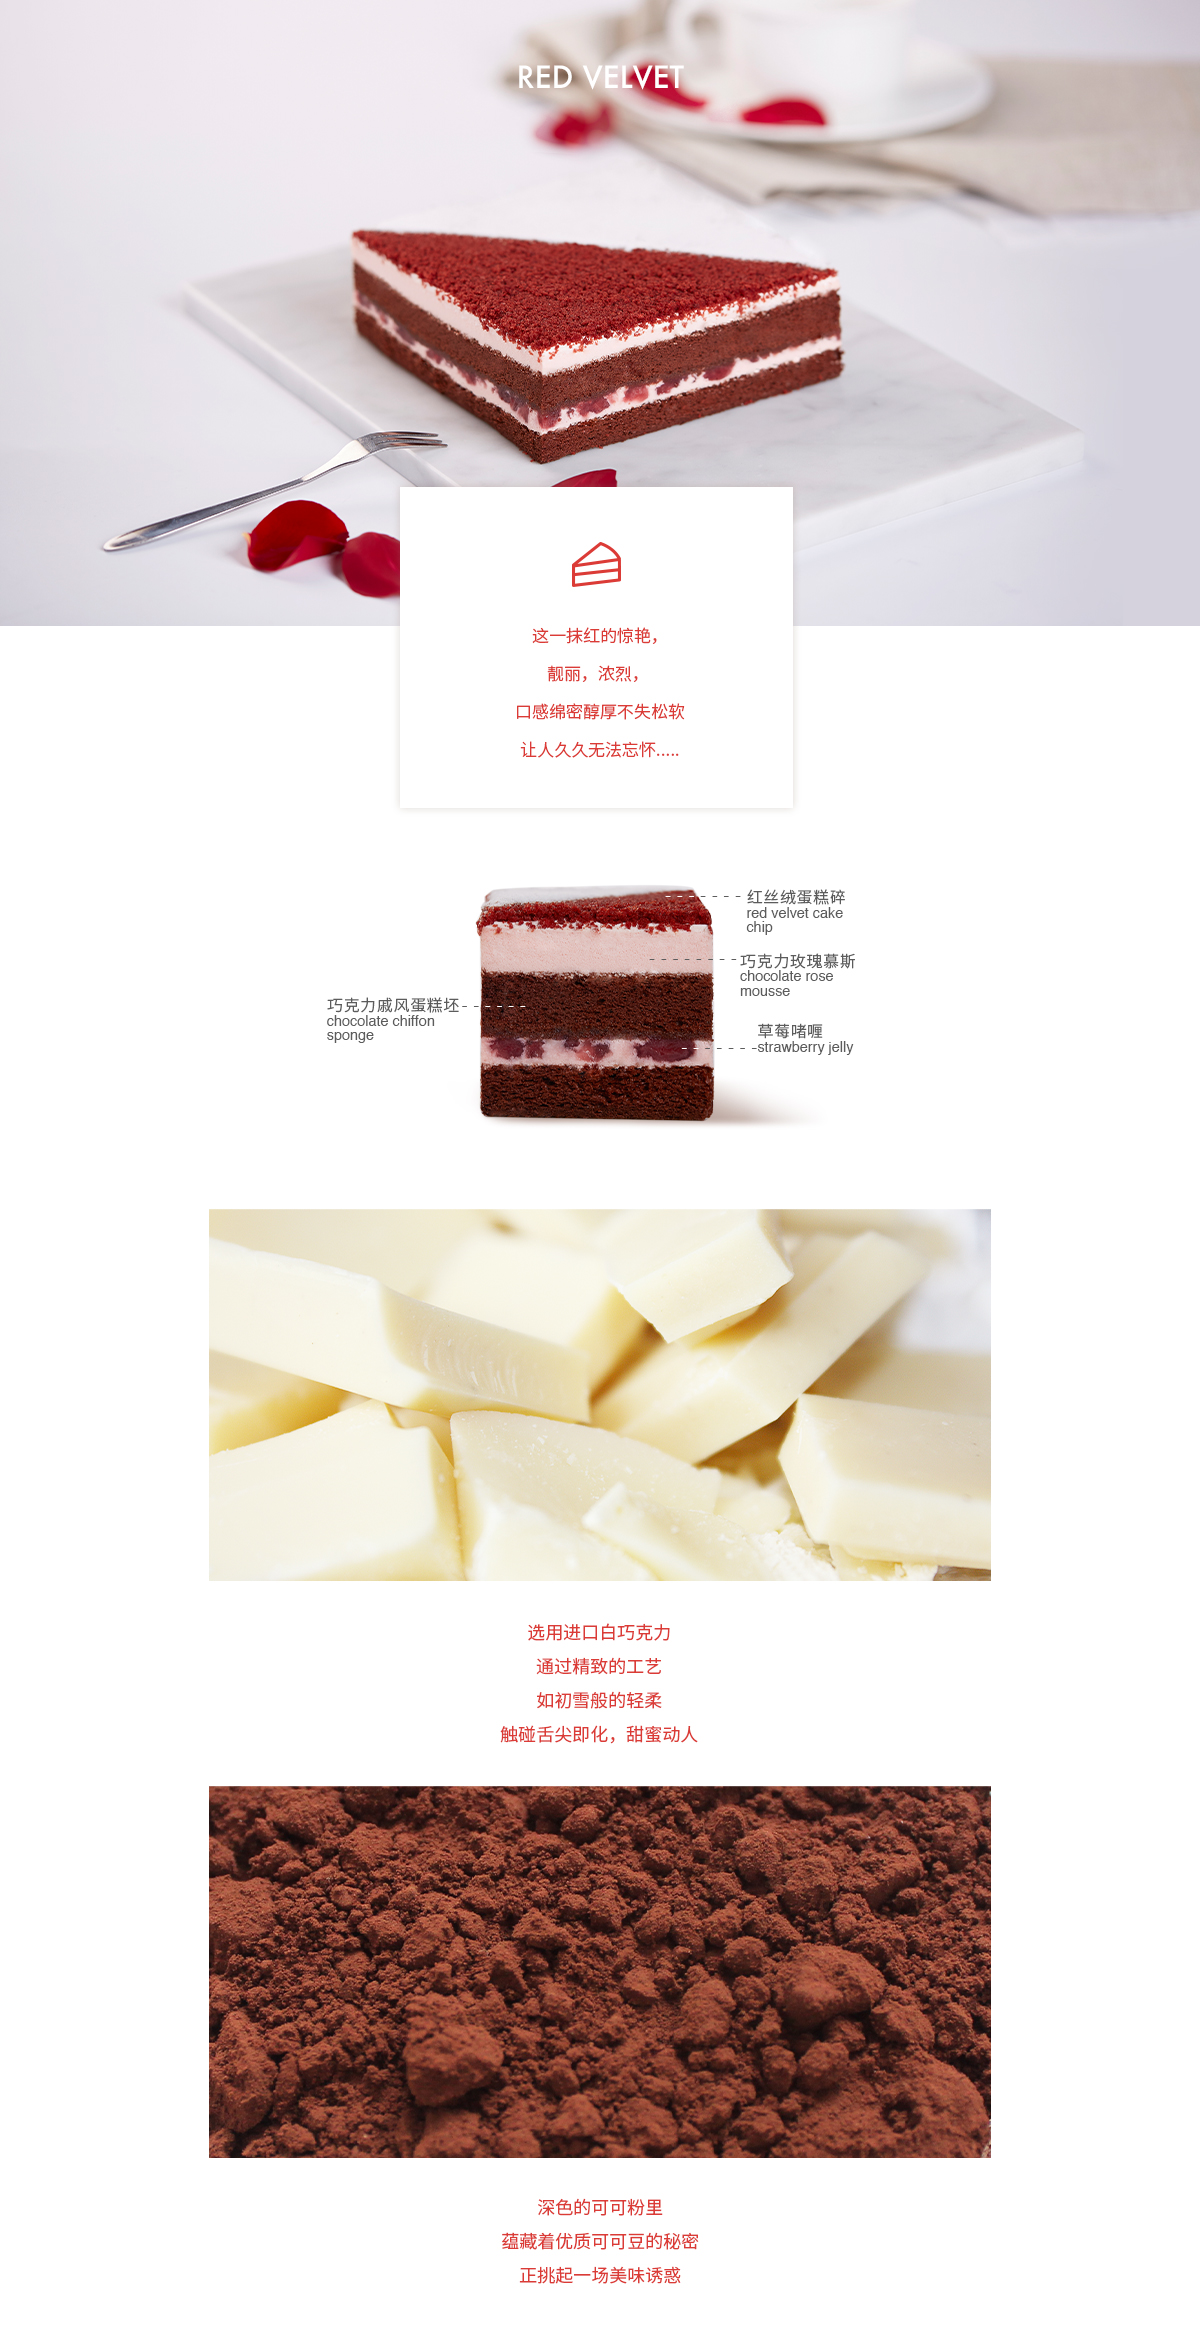 RED VELVET
这一抹红的惊艳，
靓丽，浓烈，
口感绵密醇厚不失松软
让人久久无法忘怀.....
红丝绒蛋糕碎
red velvet cake
chip
巧克力玫瑰慕斯
chocolate rose
mousse
巧克力戚风蛋糕坯
chocolate chiffon
sponge
草莓啫喱
strawberry jelly
选用进口白巧克力
通过精致的工艺
如初雪般的轻柔
触碰舌尖即化，甜蜜动人
深色的可可粉里
蕴藏着优质可可豆的秘密
正挑起一场美味诱惑